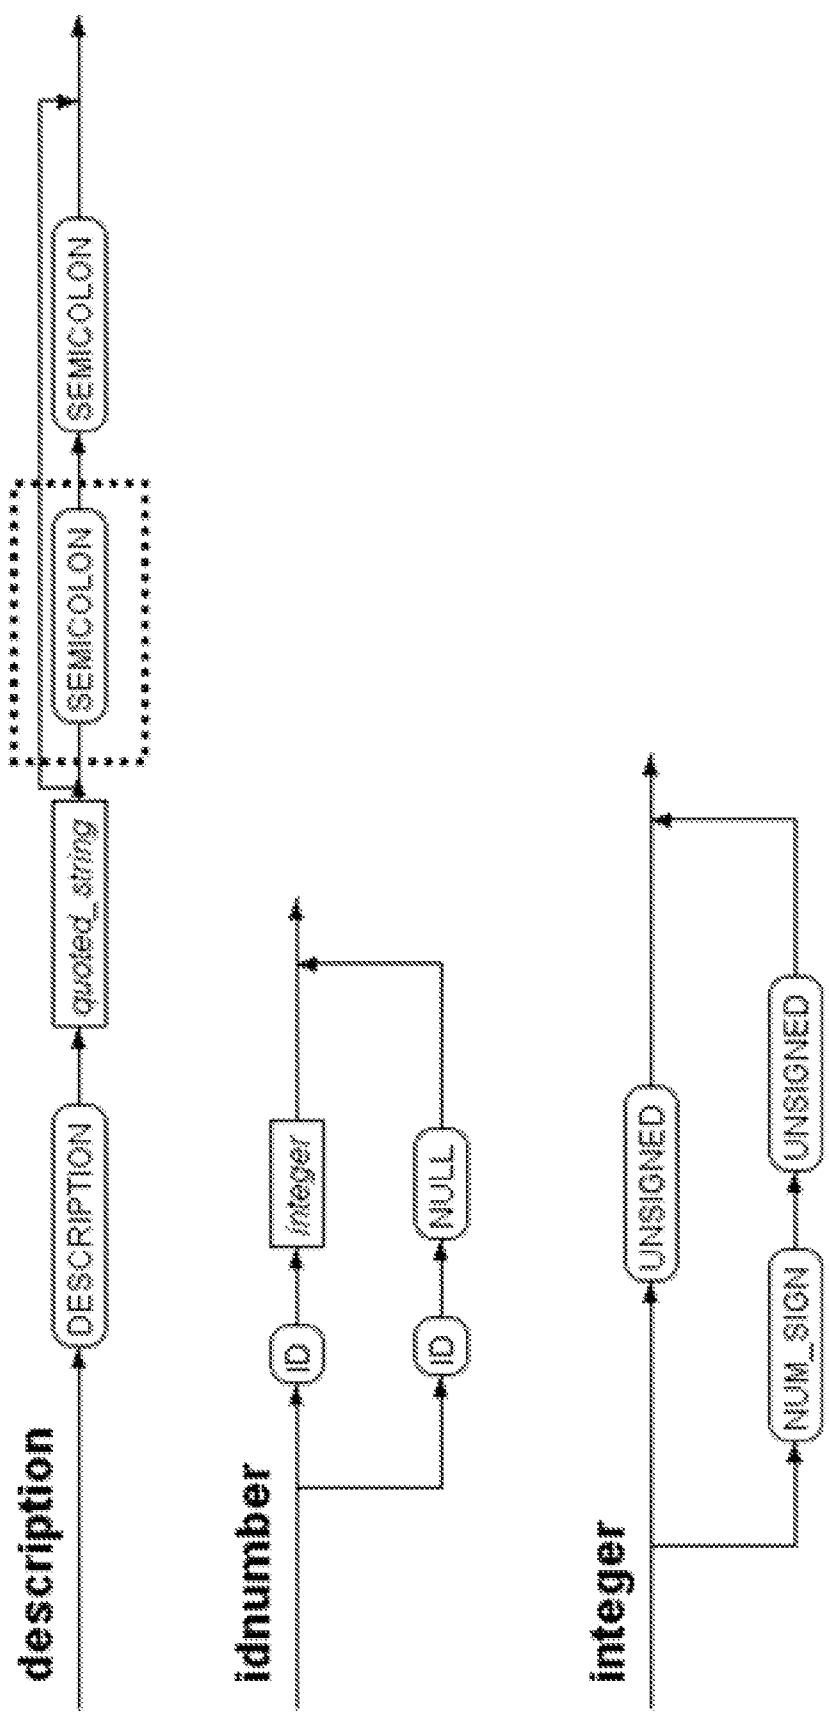 description
DESCRIPTION quoted_string SEMICOLON SEMICOLON
idnumber
ID integer
ID NULL
integer
UNSIGNED
NUM_SIGN UNSIGNED